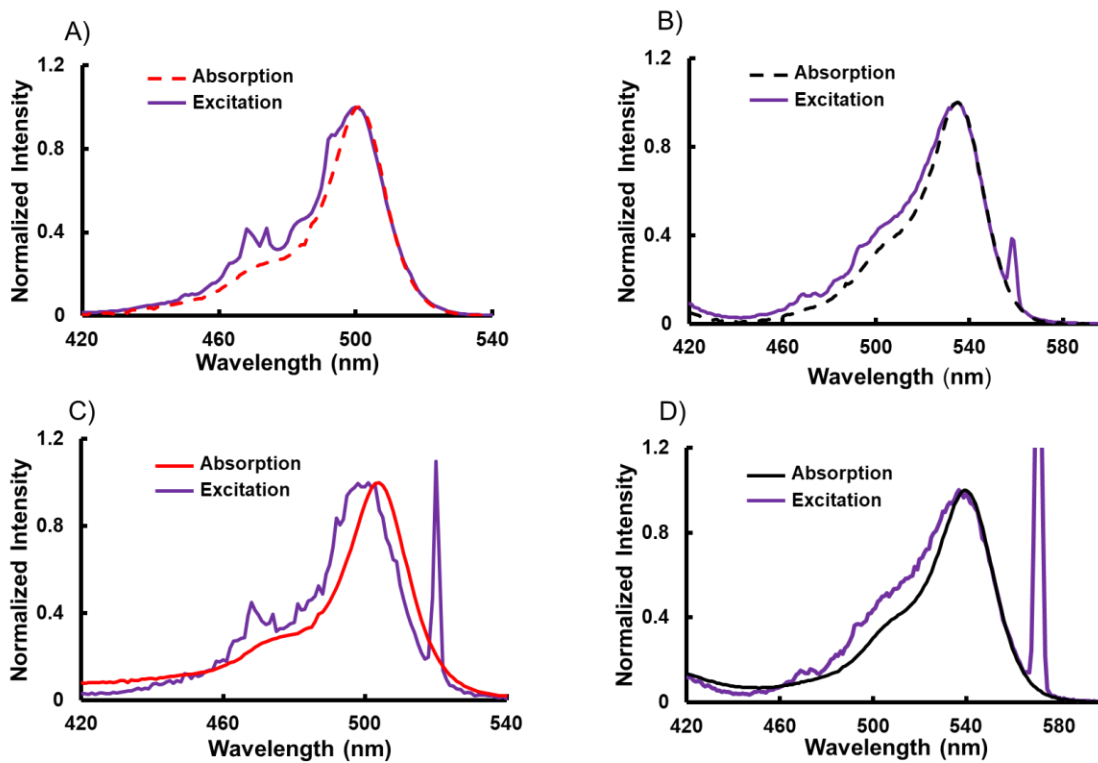 A)
1.2
0.8
0.4
0
Normalized Intensity
Absorption
Excitation
420 460 500 540
Wavelength (nm)
B)
1.2
0.8
0.4
0
Normalized Intensity
Absorption
Excitation
420 460 500 540 580
Wavelength (nm)
C)
1.2
0.8
0.4
0
Normalized Intensity
Absorption
Excitation
420 460 500 540
Wavelength (nm)
D)
1.2
0.8
0.4
0
Normalized Intensity
Absorption
Excitation
420 460 500 540 580
Wavelength (nm)